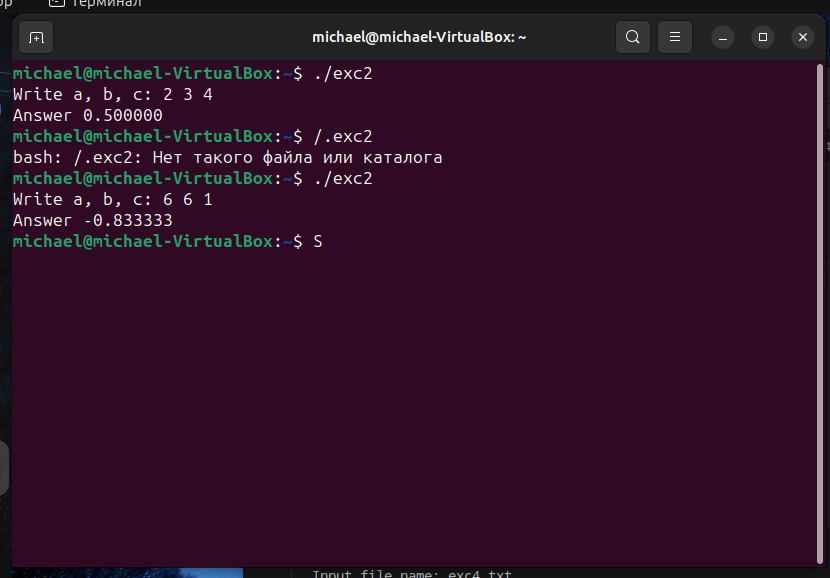 Терминал
michael@michael-VirtualBox: ~
michael@michael-VirtualBox:~$ ./exc2
Write a, b, c: 2 3 4
Answer 0.500000
michael@michael-VirtualBox:~$ /.exc2
bash: /.exc2: Нет такого файла или каталога
michael@michael-VirtualBox:~$ ./exc2
Write a, b, c: 6 6 1
Answer -0.833333
michael@michael-VirtualBox:~$ S
Input file name: exc4.txt